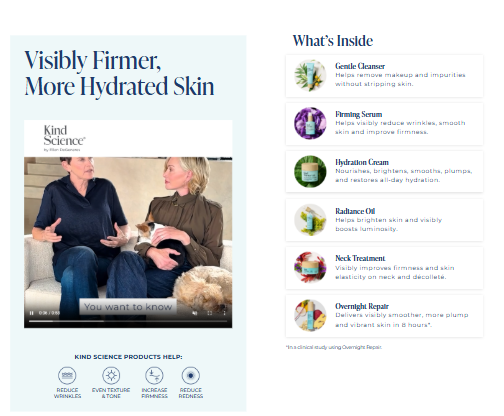 Visibly Firmer,
More Hydrated Skin
Kind
Science®
You want to know
KIND SCIENCE PRODUCTS HELP:
REDUCE
WRINKLES
EVEN TEXTURE
& TONE
INCREASE
FIRMNESS
REDUCE
REDNESS
What's Inside
Gentle Cleanser
Helps remove makeup and impurities
without stripping skin.
Firming Serum
Helps visibly reduce wrinkles, smooth
skin and improve firmness.
Hydration Cream
Nourishes, brightens, smooths, plumps,
and restores all-day hydration.
Radiance Oil
Helps brighten skin and visibly
boosts luminosity.
Neck Treatment
Visibly improves firmness and skin
elasticity on neck and décolleté.
Overnight Repair
Delivers visibly smoother, more plump
and vibrant skin in 8 hours*.
*In a clinical study using Overnight Repair.